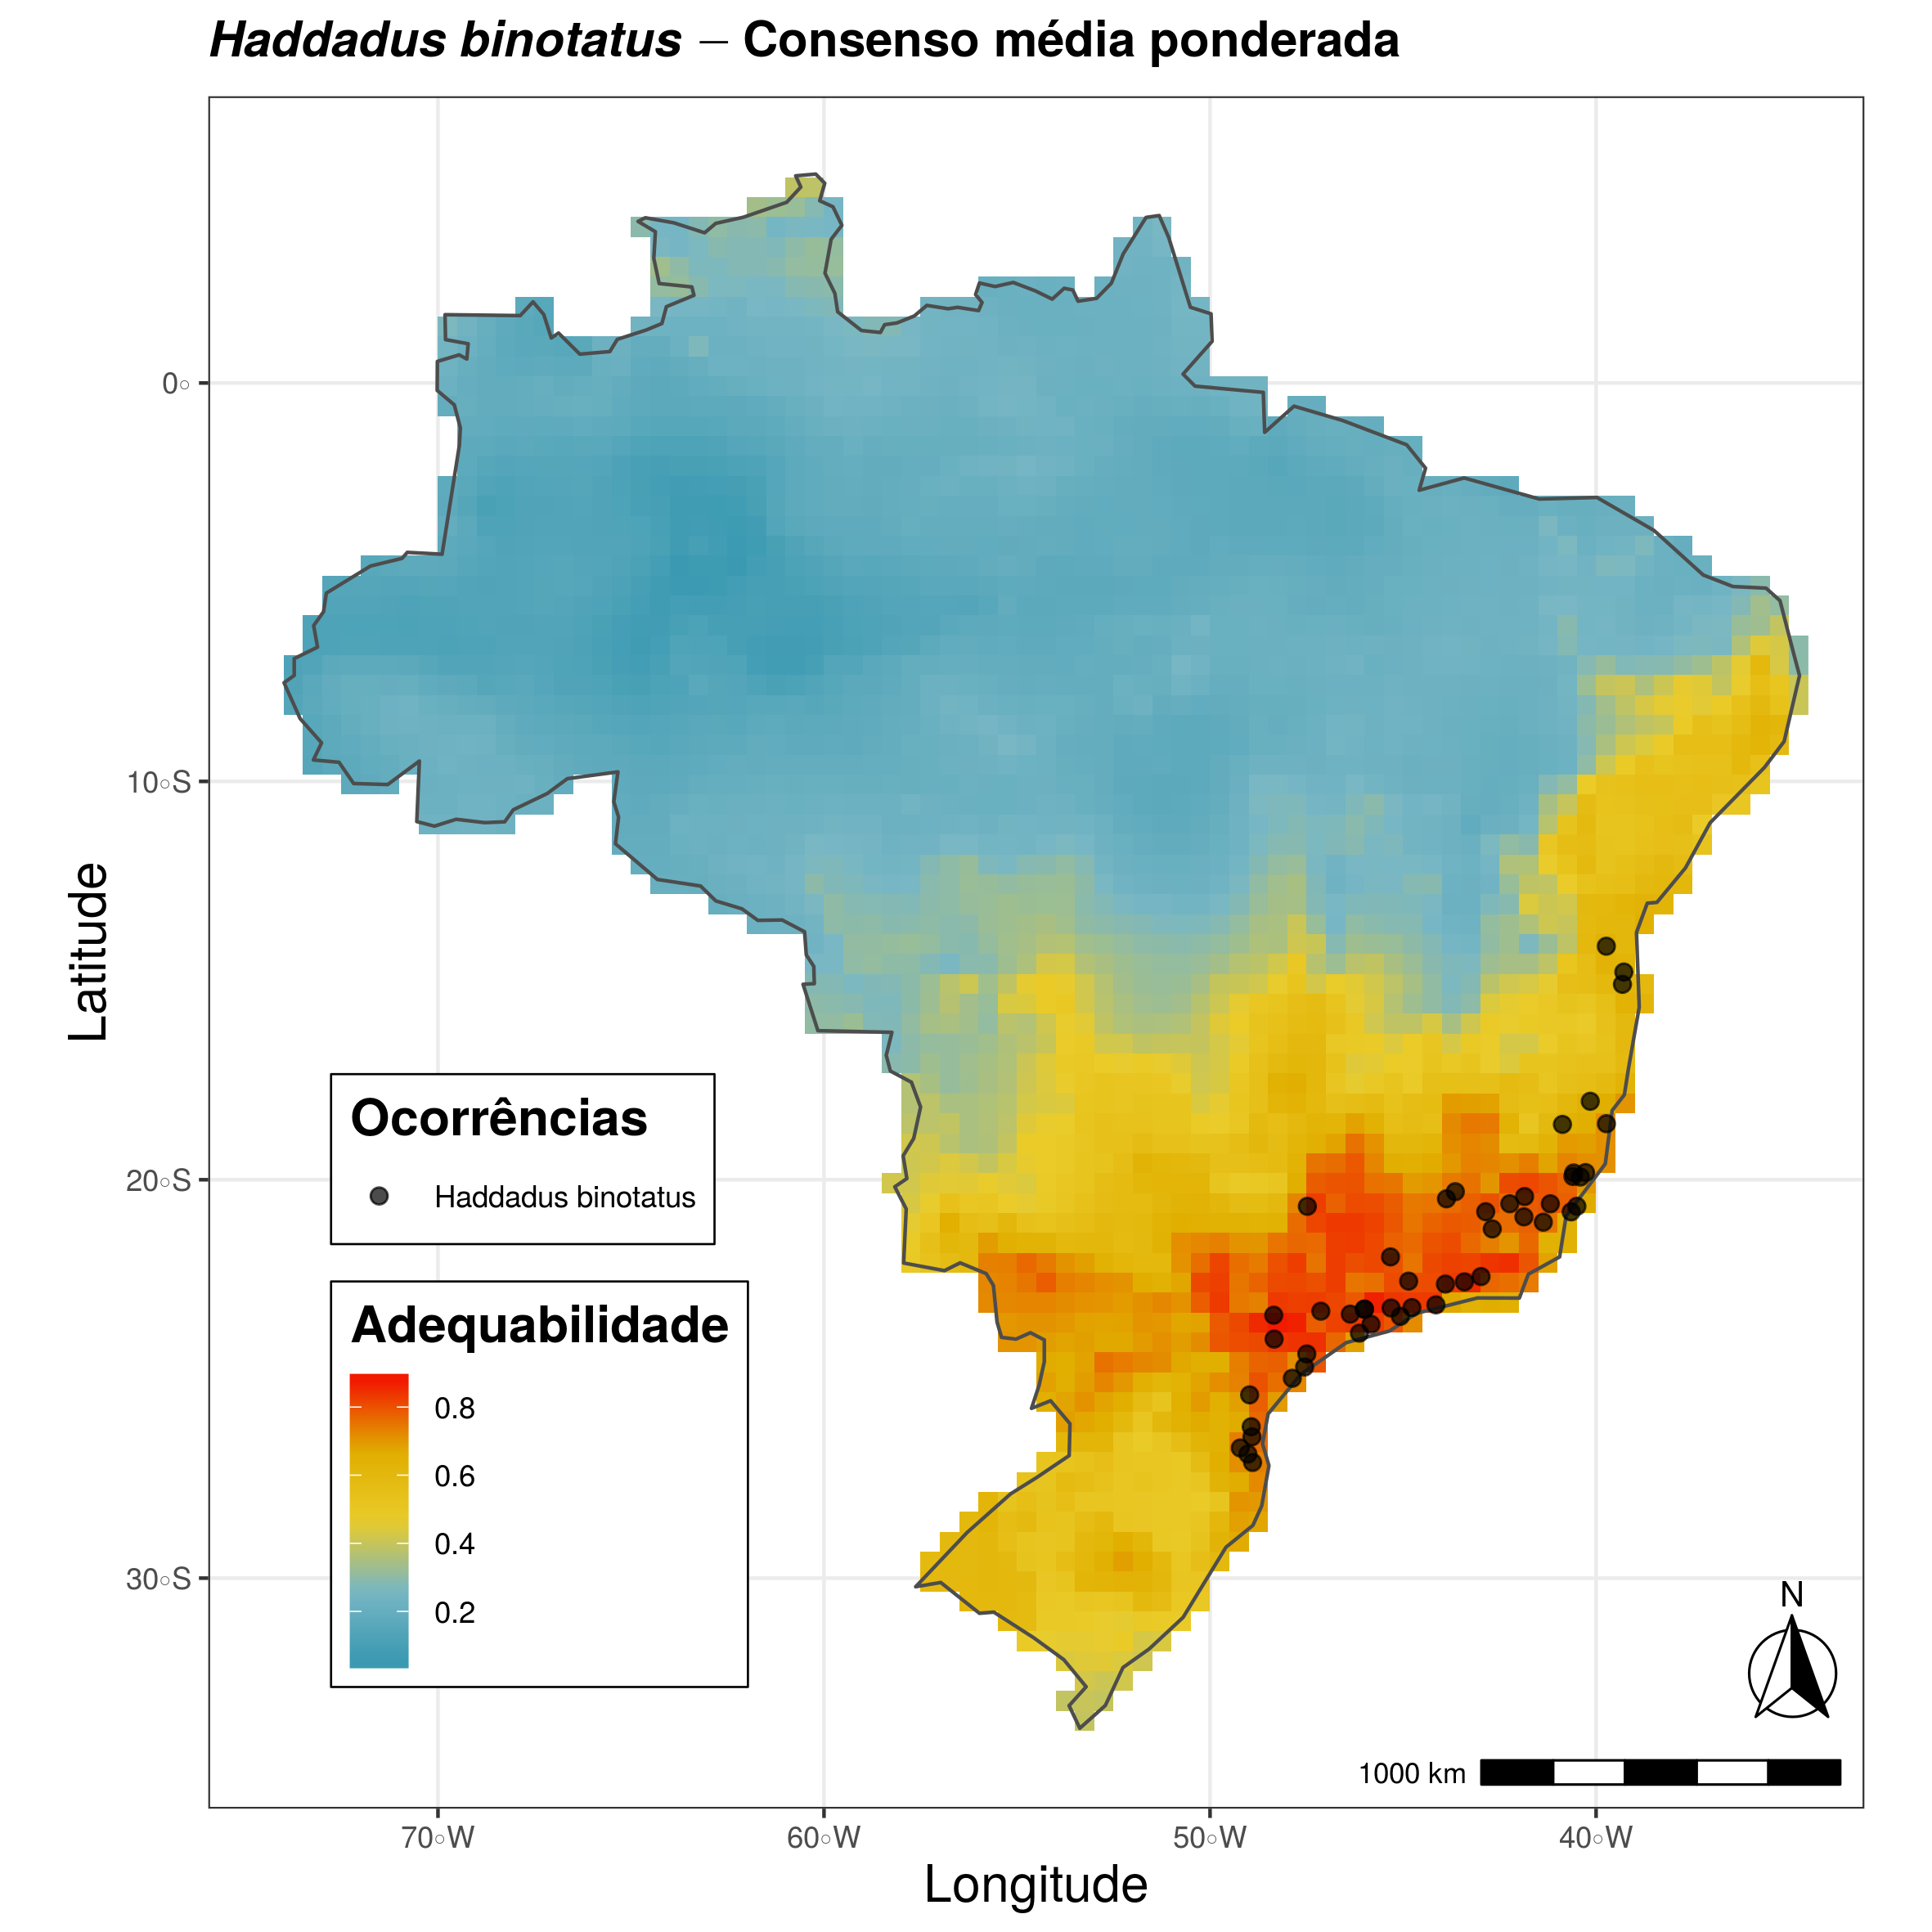 Haddadus binotatus — Consenso média ponderada
0°
10°S
20°S
30°S
Latitude
Ocorrências
Haddadus binotatus
Adequabilidade
0.8
0.6
0.4
0.2
N
1000 km
70°W
60°W
50°W
40°W
Longitude